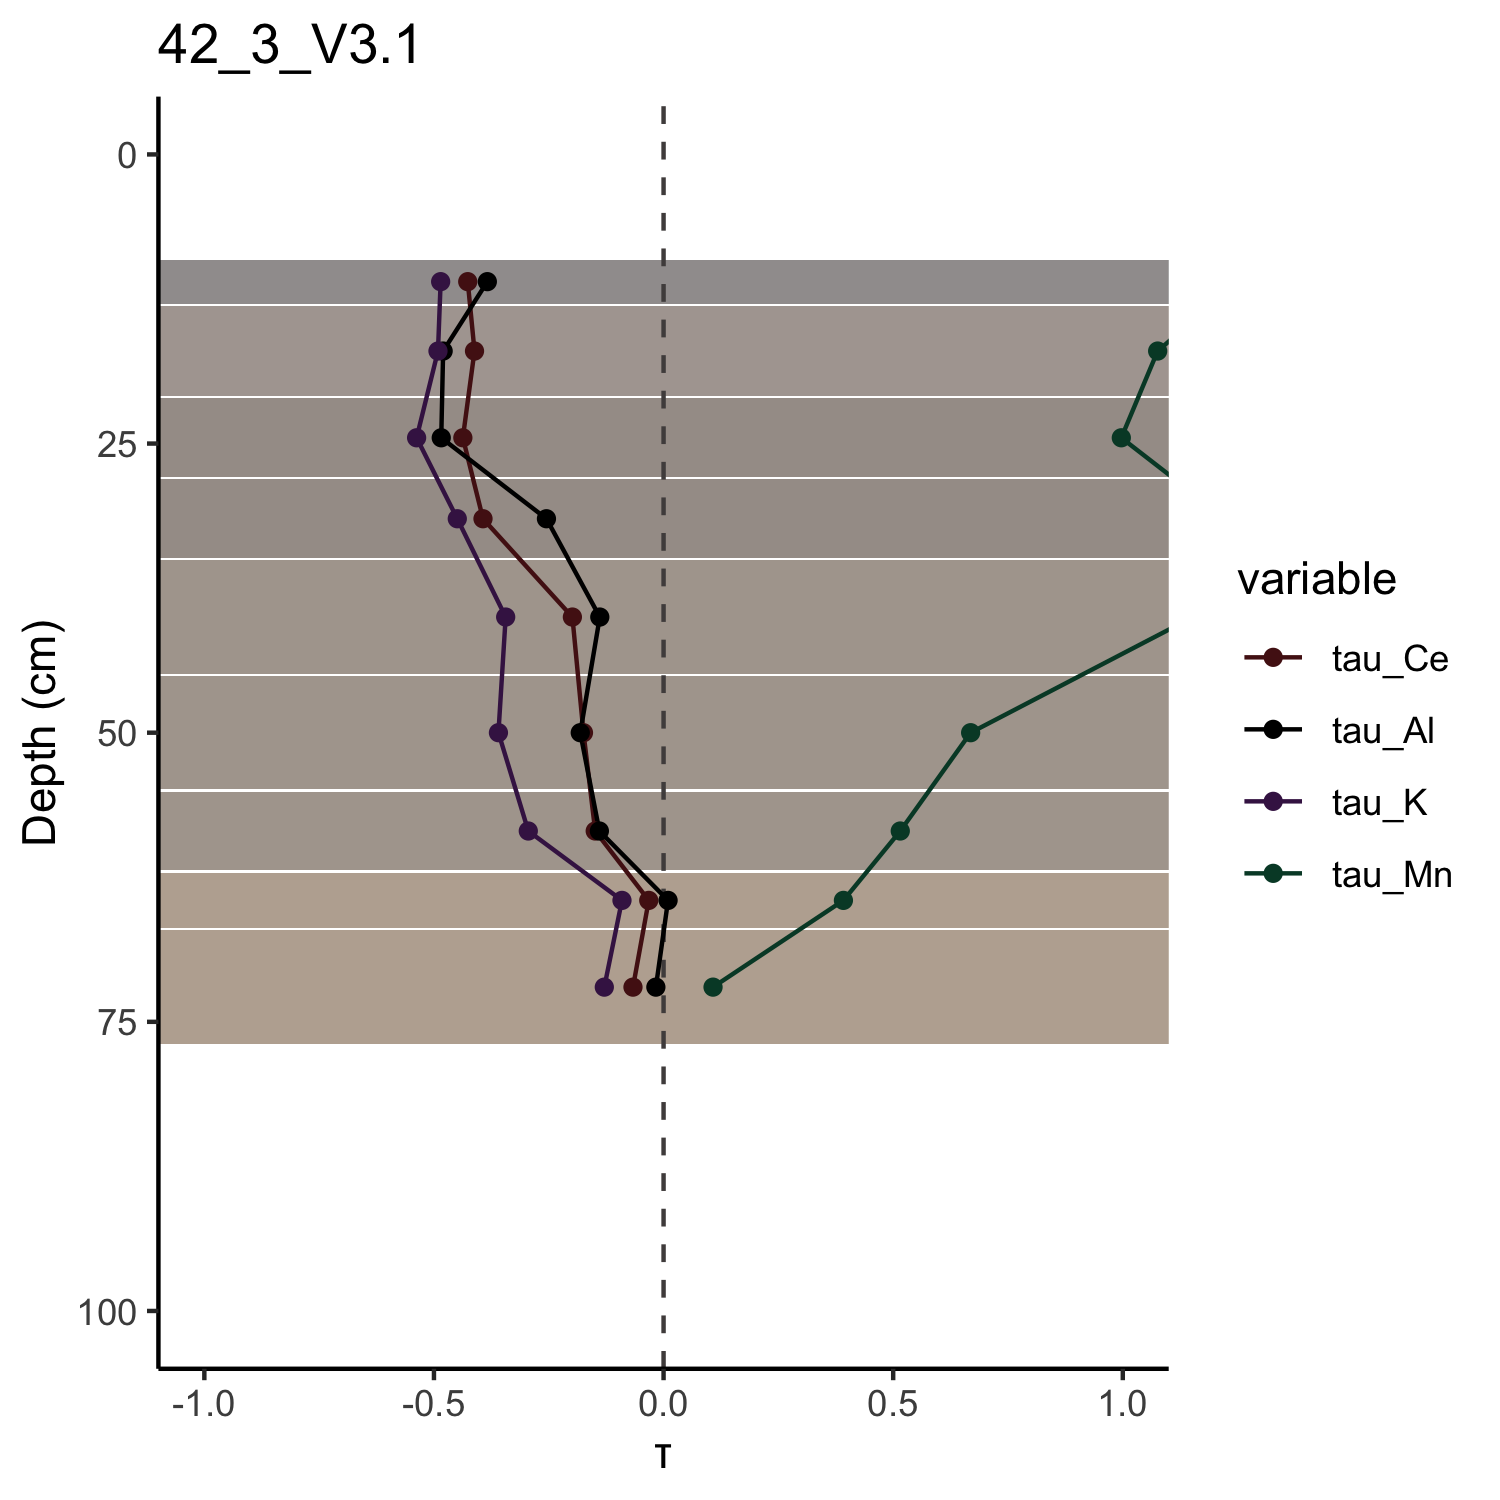 42_3_V3.1
0
25
50
75
100
Depth (cm)
-1.0
-0.5
0.0
0.5
1.0
τ
variable
tau_Ce
tau_Al
tau_K
tau_Mn